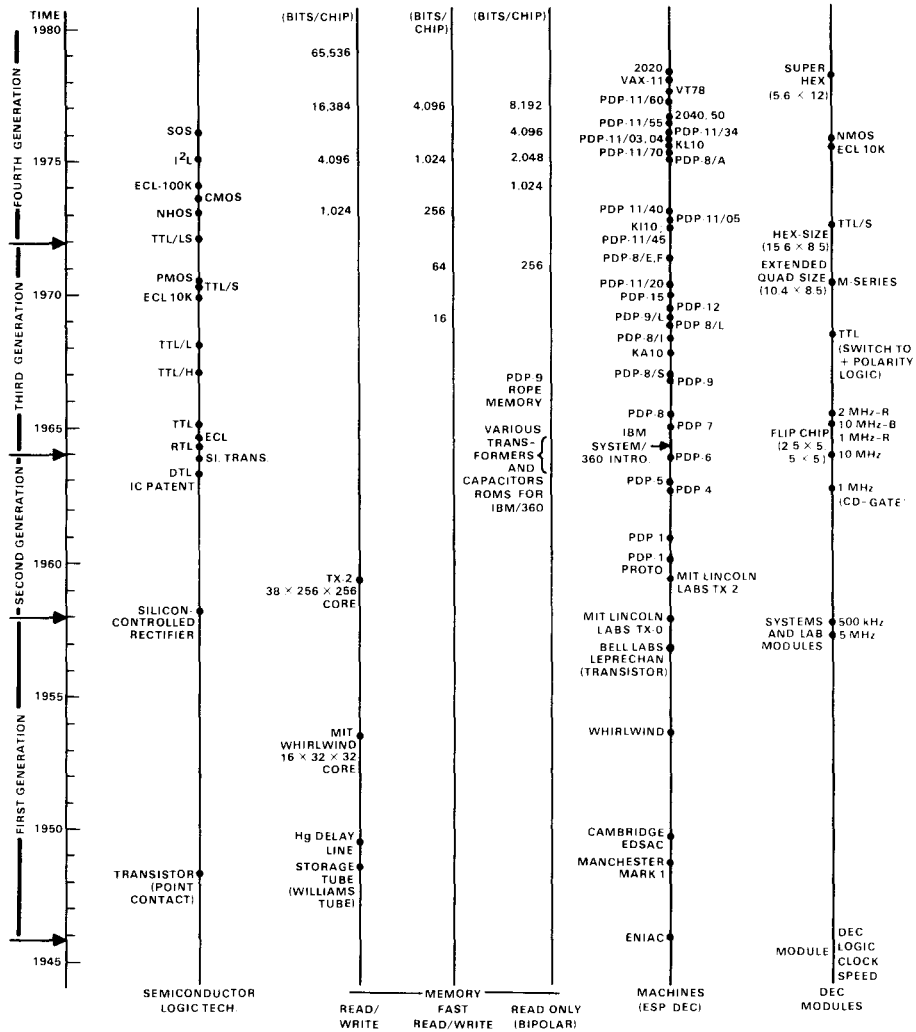 TIME
1980
1975
1970
1965
1960
1955
1950
1945
FOURTH GENERATION
THIRD GENERATION
SECOND GENERATION
FIRST GENERATION
SOS
I²L
ECL-100K
CMOS
NHOS
TTL/LS
PMOS
TTL/S
ECL 10K
TTL/L
TTL/H
TTL
ECL
RTL
SI. TRANS.
DTL
IC PATENT
SILICON-
CONTROLLED
RECTIFIER
TRANSISTOR
(POINT
CONTACT)
SEMICONDUCTOR
LOGIC TECH.
(BITS/CHIP)
65,536
16,384
4,096
1,024
TX-2
38 × 256 × 256
CORE
MIT
WHIRLWIND
16 × 32 × 32
CORE
Hg DELAY
LINE
STORAGE
TUBE
(WILLIAMS
TUBE)
MEMORY
READ/
WRITE
(BITS/
CHIP)
4,096
1,024
256
64
16
FAST
READ/WRITE
(BITS/CHIP)
8,192
4,096
2,048
1,024
256
PDP-9
ROPE
MEMORY
VARIOUS
TRANS-
FORMERS
AND
CAPACITORS
ROMS FOR
IBM/360
READ ONLY
(BIPOLAR)
2020
VAX-11
VT78
PDP-11/60
2040, 50
PDP-11/55
PDP-11/34
PDP-11/03, 04
KL10
PDP-11/70
PDP-8/A
PDP 11/40
PDP-11/05
KI10
PDP-11/45
PDP-8/E,F
PDP-11/20
PDP-15
PDP-12
PDP-9/L
PDP 8/L
PDP-8/I
KA10
PDP-8/S
PDP-9
PDP-8
PDP 7
IBM
SYSTEM/
360 INTRO.
PDP-6
PDP 5
PDP 4
PDP 1
PDP-1
PROTO
MIT LINCOLN
LABS TX 2
MIT LINCOLN
LABS TX-0
BELL LABS
LEPRECHAN
(TRANSISTOR)
WHIRLWIND
CAMBRIDGE
EDSAC
MANCHESTER
MARK 1
ENIAC
MACHINES
(ESP DEC)
SUPER
HEX
(5.6 × 12)
NMOS
ECL 10K
TTL/S
HEX-SIZE
(15.6 × 8.5)
EXTENDED
QUAD SIZE
(10.4 × 8.5)
M-SERIES
TTL
(SWITCH TO
+ POLARITY
LOGIC)
2 MHz-R
10 MHz-B
1 MHz-R
FLIP CHIP
(2.5 × 5,
5 × 5)
10 MHz
1 MHz
(CD-GATE)
SYSTEMS
AND LAB
MODULES
500 kHz
5 MHz
MODULE
DEC
LOGIC
CLOCK
SPEED
DEC
MODULES